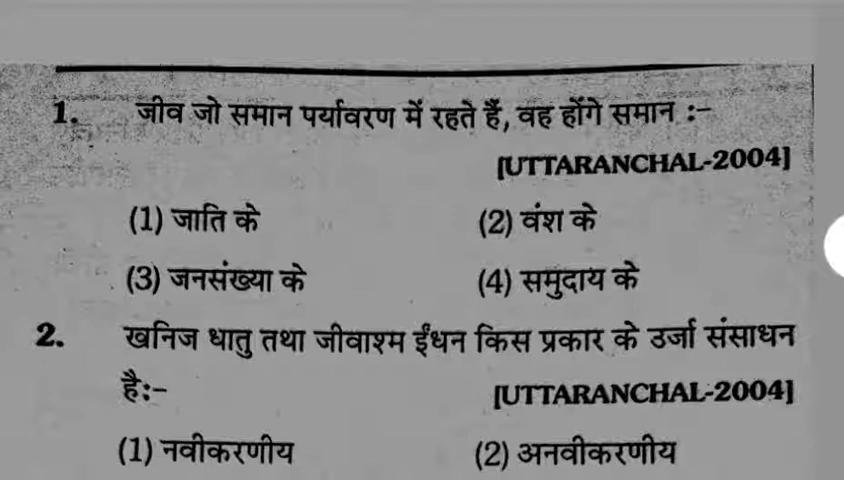 1. जीव जो समान पर्यावरण में रहते हैं, वह होंगे समान :–
[UTTARANCHAL-2004]
(1) जाति के (2) वंश के
(3) जनसंख्या के (4) समुदाय के
2. खनिज धातु तथा जीवाश्म ईंधन किस प्रकार के उर्जा संसाधन
है:– [UTTARANCHAL-2004]
(1) नवीकरणीय (2) अनवीकरणीय